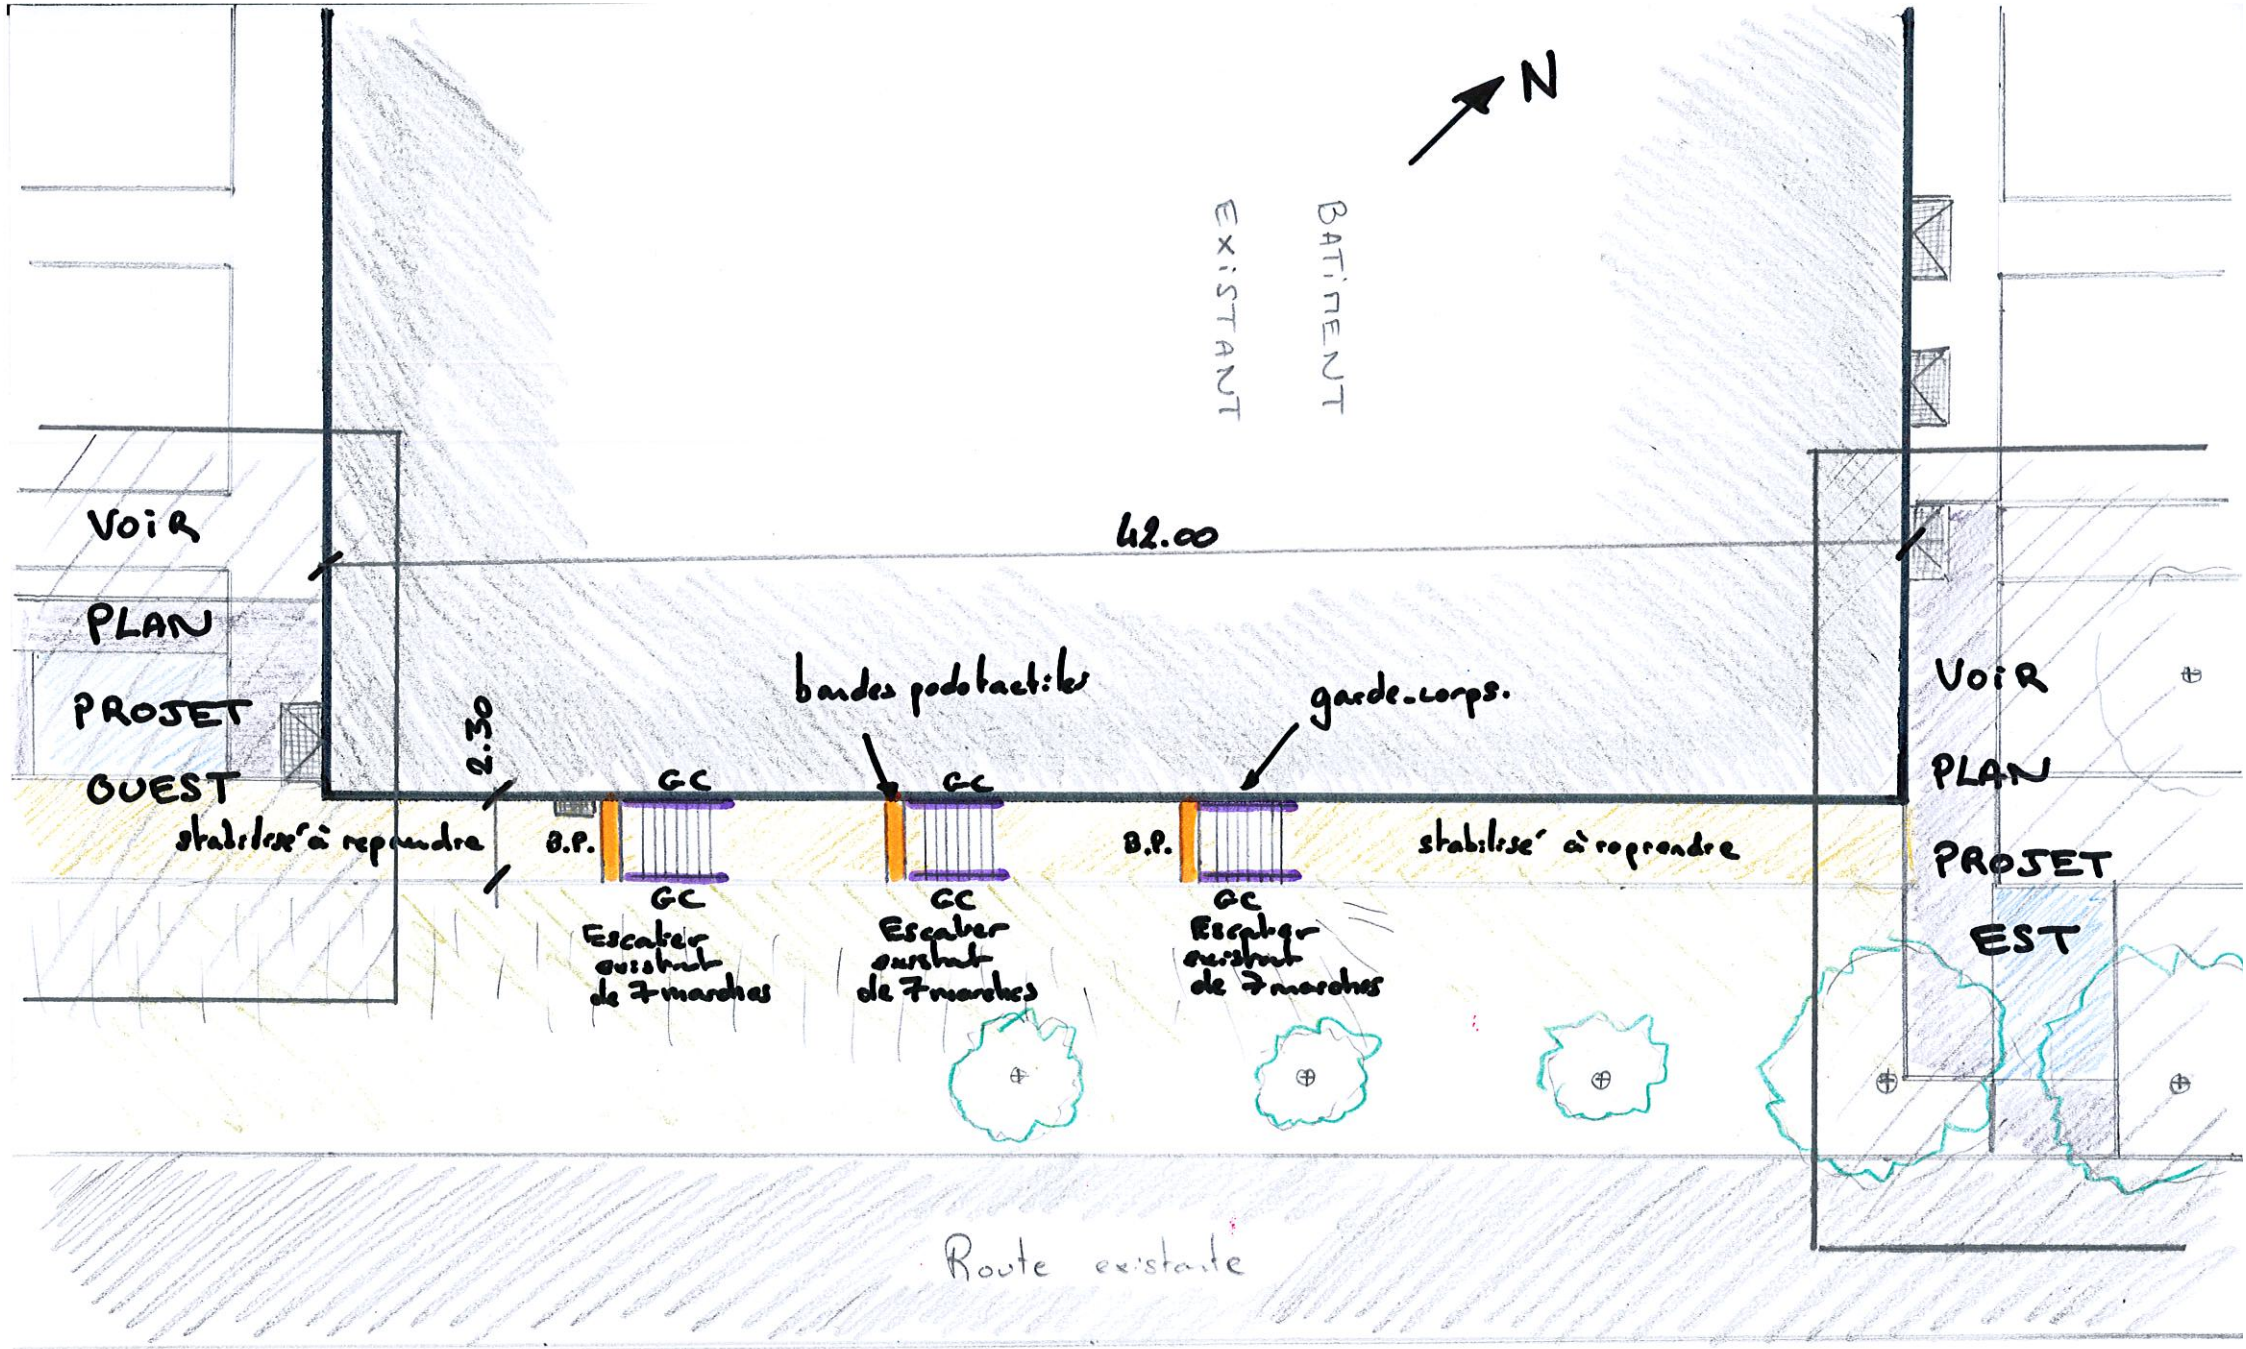 N
BATIMENT
EXISTANT
42.00
VOIR
PLAN
PROJET
OUEST
VOIR
PLAN
PROJET
EST
2.30
bandes podotactiles
garde-corps.
GC
GC
stabilisé à reprendre
B.P.
B.P.
stabilisé à reprendre
GC
Escalier
existant
de 7 marches
GC
Escalier
existant
de 7 marches
GC
Escalier
existant
de 7 marches
Route existante